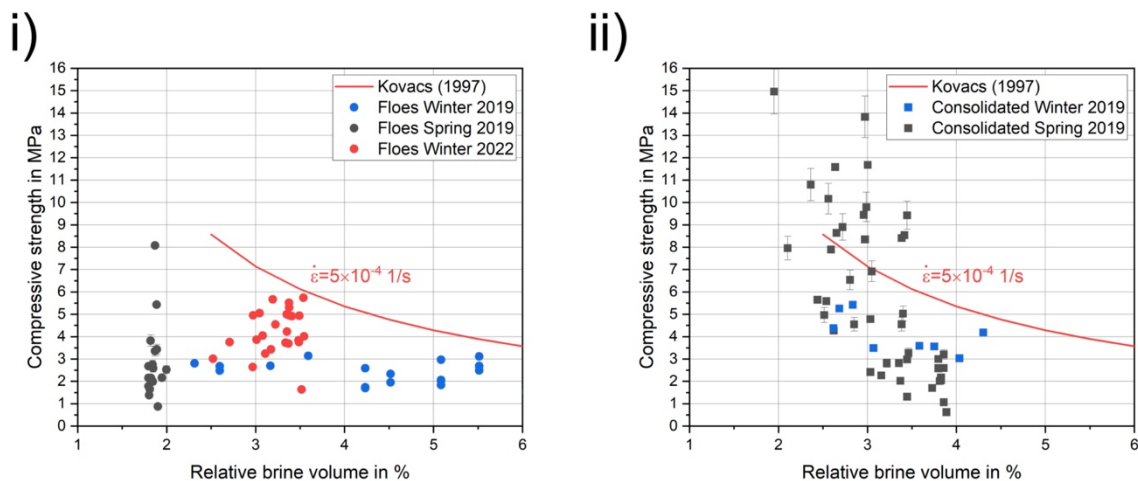 i)
16
15
14
13
12
11
10
9
8
7
6
5
4
3
2
1
0
Compressive strength in MPa
Kovacs (1997)
Floes Winter 2019
Floes Spring 2019
Floes Winter 2022
ε̇=5×10⁻⁴ 1/s
1 2 3 4 5 6
Relative brine volume in %
ii)
16
15
14
13
12
11
10
9
8
7
6
5
4
3
2
1
0
Compressive strength in MPa
Kovacs (1997)
Consolidated Winter 2019
Consolidated Spring 2019
ε̇=5×10⁻⁴ 1/s
1 2 3 4 5 6
Relative brine volume in %